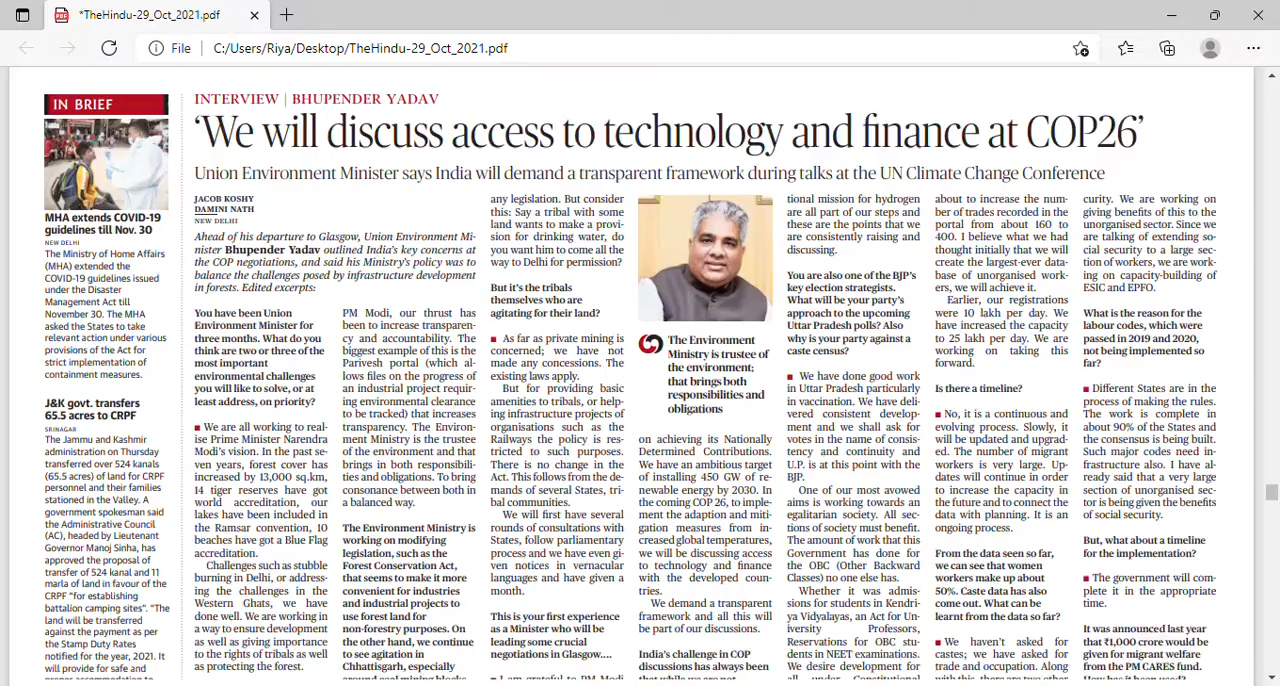 *TheHindu-29_Oct_2021.pdf
File
C:/Users/Riya/Desktop/TheHindu-29_Oct_2021.pdf
IN BRIEF
MHA extends COVID-19
guidelines till Nov. 30
NEW DELHI
The Ministry of Home Affairs
(MHA) extended the
COVID-19 guidelines issued
under the Disaster
Management Act till
November 30. The MHA
asked the States to take
relevant action under various
provisions of the Act for
strict implementation of
containment measures.
J&K govt. transfers
65.5 acres to CRPF
SRINAGAR
The Jammu and Kashmir
administration on Thursday
transferred over 524 kanals
(65.5 acres) of land for CRPF
personnel and their families
stationed in the Valley. A
government spokesman said
the Administrative Council
(AC), headed by Lieutenant
Governor Manoj Sinha, has
approved the proposal of
transfer of 524 kanal and 11
marla of land in favour of the
CRPF "for establishing
battalion camping sites". "The
land will be transferred
against the payment as per
the Stamp Duty Rates
notified for the year, 2021. It
will provide for safe and
proper accommodation to
INTERVIEW | BHUPENDER YADAV
‘We will discuss access to technology and finance at COP26’
Union Environment Minister says India will demand a transparent framework during talks at the UN Climate Change Conference
JACOB KOSHY
DAMINI NATH
NEW DELHI
Ahead of his departure to Glasgow, Union Environment Mi-
nister Bhupender Yadav outlined India's key concerns at
the COP negotiations, and said his Ministry's policy was to
balance the challenges posed by infrastructure development
in forests. Edited excerpts:
You have been Union
Environment Minister for
three months. What do you
think are two or three of the
most important
environmental challenges
you will like to solve, or at
least address, on priority?
■ We are all working to real-
ise Prime Minister Narendra
Modi's vision. In the past se-
ven years, forest cover has
increased by 13,000 sq.km,
14 tiger reserves have got
world accreditation, our
lakes have been included in
the Ramsar convention, 10
beaches have got a Blue Flag
accreditation.
Challenges such as stubble
burning in Delhi, or address-
ing the challenges in the
Western Ghats, we have
done well. We are working in
a way to ensure development
as well as giving importance
to the rights of tribals as well
as protecting the forest.
PM Modi, our thrust has
been to increase transparen-
cy and accountability. The
biggest example of this is the
Parivesh portal (which al-
lows files on the progress of
an industrial project requir-
ing environmental clearance
to be tracked) that increases
transparency. The Environ-
ment Ministry is the trustee
of the environment and that
brings in both responsibili-
ties and obligations. To bring
consonance between both in
a balanced way.
The Environment Ministry is
working on modifying
legislation, such as the
Forest Conservation Act,
that seems to make it more
convenient for industries
and industrial projects to
use forest land for
non-forestry purposes. On
the other hand, we continue
to see agitation in
Chhattisgarh, especially
around coal mining blocks
any legislation. But consider
this: Say a tribal with some
land wants to make a provi-
sion for drinking water, do
you want him to come all the
way to Delhi for permission?
But it's the tribals
themselves who are
agitating for their land?
■ As far as private mining is
concerned; we have not
made any concessions. The
existing laws apply.
But for providing basic
amenities to tribals, or help-
ing infrastructure projects of
organisations such as the
Railways the policy is res-
tricted to such purposes.
There is no change in the
Act. This follows from the de-
mands of several States, tri-
bal communities.
We will first have several
rounds of consultations with
States, follow parliamentary
process and we have even gi-
ven notices in vernacular
languages and have given a
month.
This is your first experience
as a Minister who will be
leading some crucial
negotiations in Glasgow....
■ I am grateful to PM Modi
The Environment
Ministry is trustee of
the environment;
that brings both
responsibilities and
obligations
on achieving its Nationally
Determined Contributions.
We have an ambitious target
of installing 450 GW of re-
newable energy by 2030. In
the coming COP 26, to imple-
ment the adaption and miti-
gation measures from in-
creased global temperatures,
we will be discussing access
to technology and finance
with the developed coun-
tries.
We demand a transparent
framework and all this will
be part of our discussions.
India's challenge in COP
discussions has always been
that while we are not
tional mission for hydrogen
are all part of our steps and
these are the points that we
are consistently raising and
discussing.
You are also one of the BJP's
key election strategists.
What will be your party's
approach to the upcoming
Uttar Pradesh polls? Also
why is your party against a
caste census?
■ We have done good work
in Uttar Pradesh particularly
in vaccination. We have deli-
vered consistent develop-
ment and we shall ask for
votes in the name of consis-
tency and continuity and
U.P. is at this point with the
BJP.
One of our most avowed
aims is working towards an
egalitarian society. All sec-
tions of society must benefit.
The amount of work that this
Government has done for
the OBC (Other Backward
Classes) no one else has.
Whether it was admis-
sions for students in Kendri-
ya Vidyalayas, an Act for Un-
iversity Professors,
Reservations for OBC stu-
dents in NEET examinations.
We desire development for
all under Constitutional
about to increase the num-
ber of trades recorded in the
portal from about 160 to
400. I believe what we had
thought initially that we will
create the largest-ever data-
base of unorganised work-
ers, we will achieve it.
Earlier, our registrations
were 10 lakh per day. We
have increased the capacity
to 25 lakh per day. We are
working on taking this
forward.
Is there a timeline?
■ No, it is a continuous and
evolving process. Slowly, it
will be updated and upgrad-
ed. The number of migrant
workers is very large. Up-
dates will continue in order
to increase the capacity in
the future and to connect the
data with planning. It is an
ongoing process.
From the data seen so far,
we can see that women
workers make up about
50%. Caste data has also
come out. What can be
learnt from the data so far?
■ We haven't asked for
castes; we have asked for
trade and occupation. Along
with this, there are two other
curity. We are working on
giving benefits of this to the
unorganised sector. Since we
are talking of extending so-
cial security to a large sec-
tion of workers, we are work-
ing on capacity-building of
ESIC and EPFO.
What is the reason for the
labour codes, which were
passed in 2019 and 2020,
not being implemented so
far?
■ Different States are in the
process of making the rules.
The work is complete in
about 90% of the States and
the consensus is being built.
Such major codes need in-
frastructure also. I have al-
ready said that a very large
section of unorganised sec-
tor is being given the benefits
of social security.
But, what about a timeline
for the implementation?
■ The government will com-
plete it in the appropriate
time.
It was announced last year
that ₹1,000 crore would be
given for migrant welfare
from the PM CARES fund.
How has it been used?